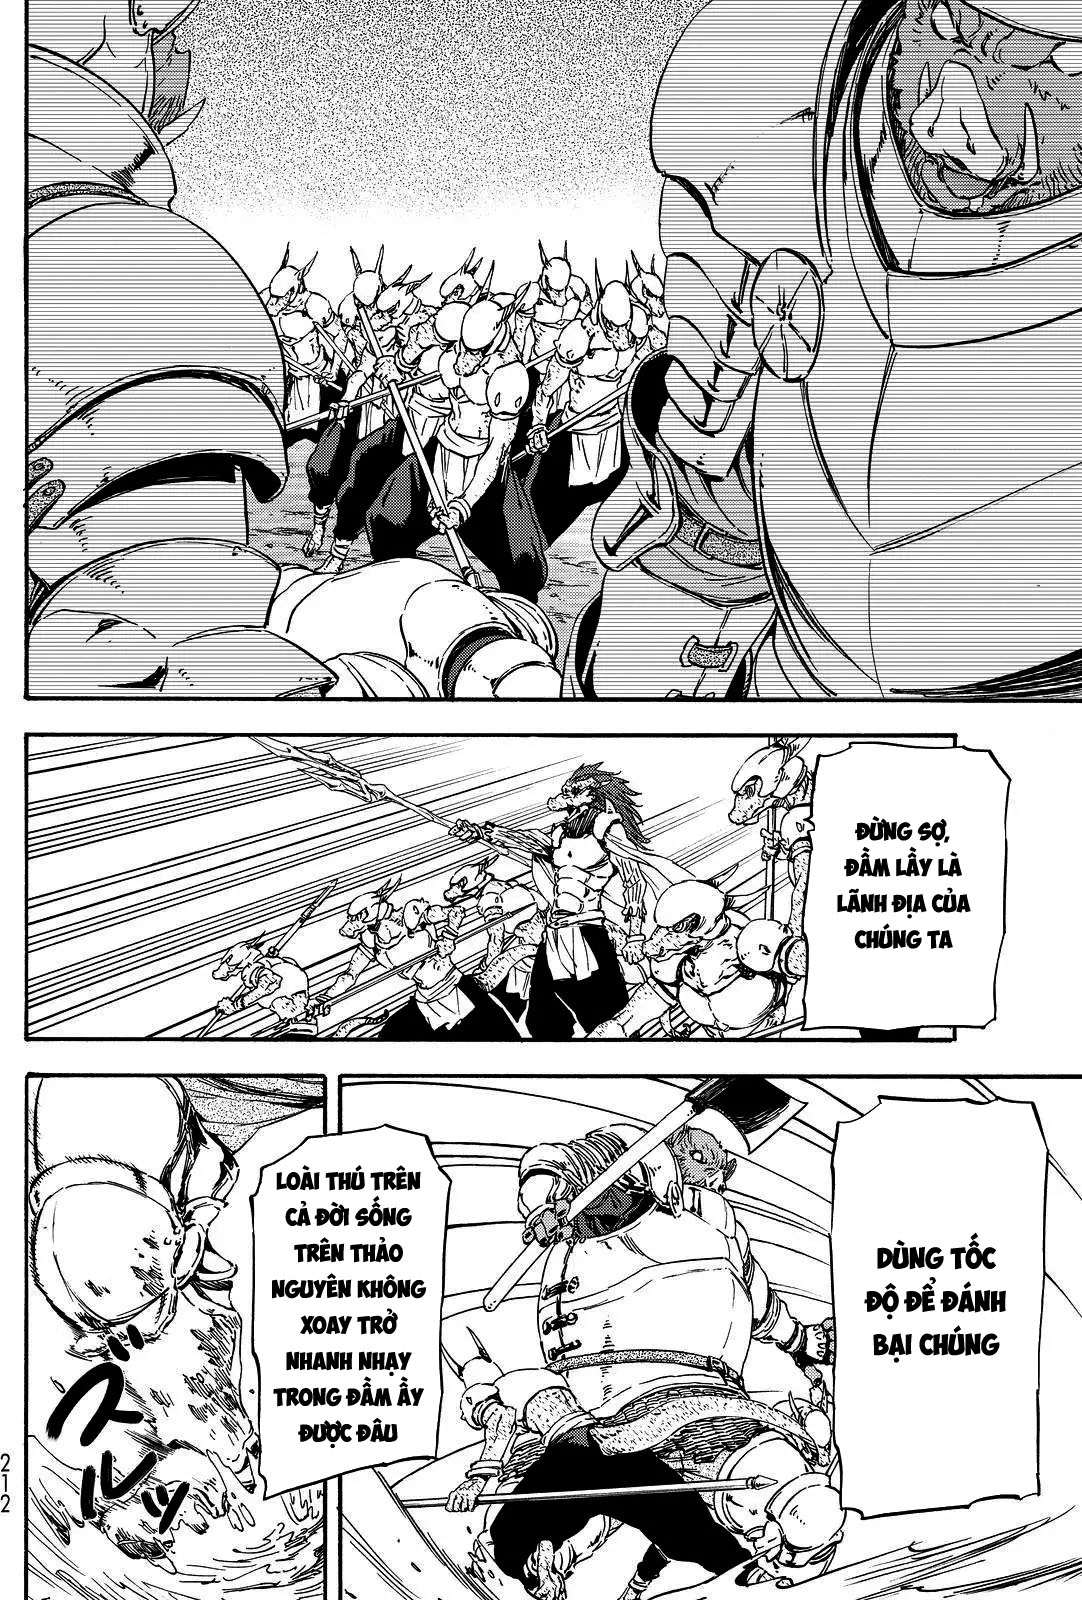 ĐỪNG SỢ,
ĐẦM LẦY LÀ
LÃNH ĐỊA CỦA
CHÚNG TA
DÙNG TỐC
ĐỘ ĐỂ ĐÁNH
BẠI CHÚNG
LOÀI THÚ TRÊN
CẢ ĐỜI SỐNG
TRÊN THẢO
NGUYÊN KHÔNG
XOAY TRỞ
NHANH NHẠY
TRONG ĐẦM ẤY
ĐƯỢC ĐÂU
ズ
ルッ
212